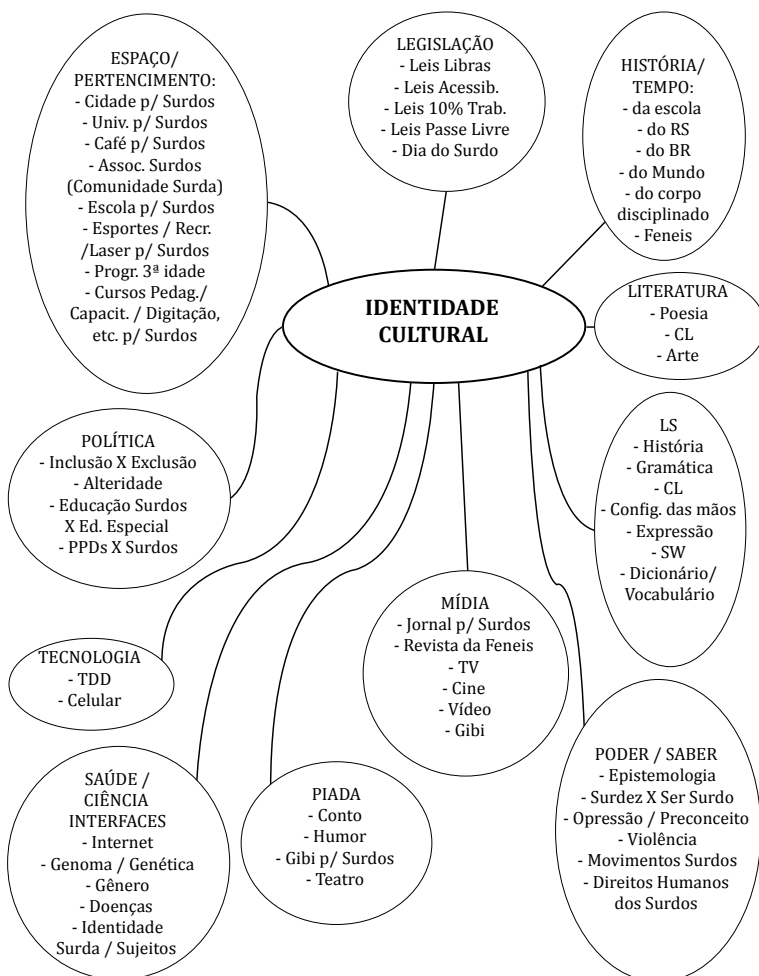 ESPAÇO/
PERTENCIMENTO:
- Cidade p/ Surdos
- Univ. p/ Surdos
- Café p/ Surdos
- Assoc. Surdos
(Comunidade Surda)
- Escola p/ Surdos
- Esportes / Recr.
/Laser p/ Surdos
- Progr. 3ª idade
- Cursos Pedag./
Capacit. / Digitação,
etc. p/ Surdos
LEGISLAÇÃO
- Leis Libras
- Leis Acessib.
- Leis 10% Trab.
- Leis Passe Livre
- Dia do Surdo
HISTÓRIA/
TEMPO:
- da escola
- do RS
- do BR
- do Mundo
- do corpo
disciplinado
- Feneis
IDENTIDADE
CULTURAL
LITERATURA
- Poesia
- CL
- Arte
POLÍTICA
- Inclusão X Exclusão
- Alteridade
- Educação Surdos
X Ed. Especial
- PPDs X Surdos
LS
- História
- Gramática
- CL
- Config. das mãos
- Expressão
- SW
- Dicionário/
Vocabulário
TECNOLOGIA
- TDD
- Celular
MÍDIA
- Jornal p/ Surdos
- Revista da Feneis
- TV
- Cine
- Vídeo
- Gibi
SAÚDE /
CIÊNCIA
INTERFACES
- Internet
- Genoma / Genética
- Gênero
- Doenças
- Identidade
Surda / Sujeitos
PIADA
- Conto
- Humor
- Gibi p/ Surdos
- Teatro
PODER / SABER
- Epistemologia
- Surdez X Ser Surdo
- Opressão / Preconceito
- Violência
- Movimentos Surdos
- Direitos Humanos
dos Surdos